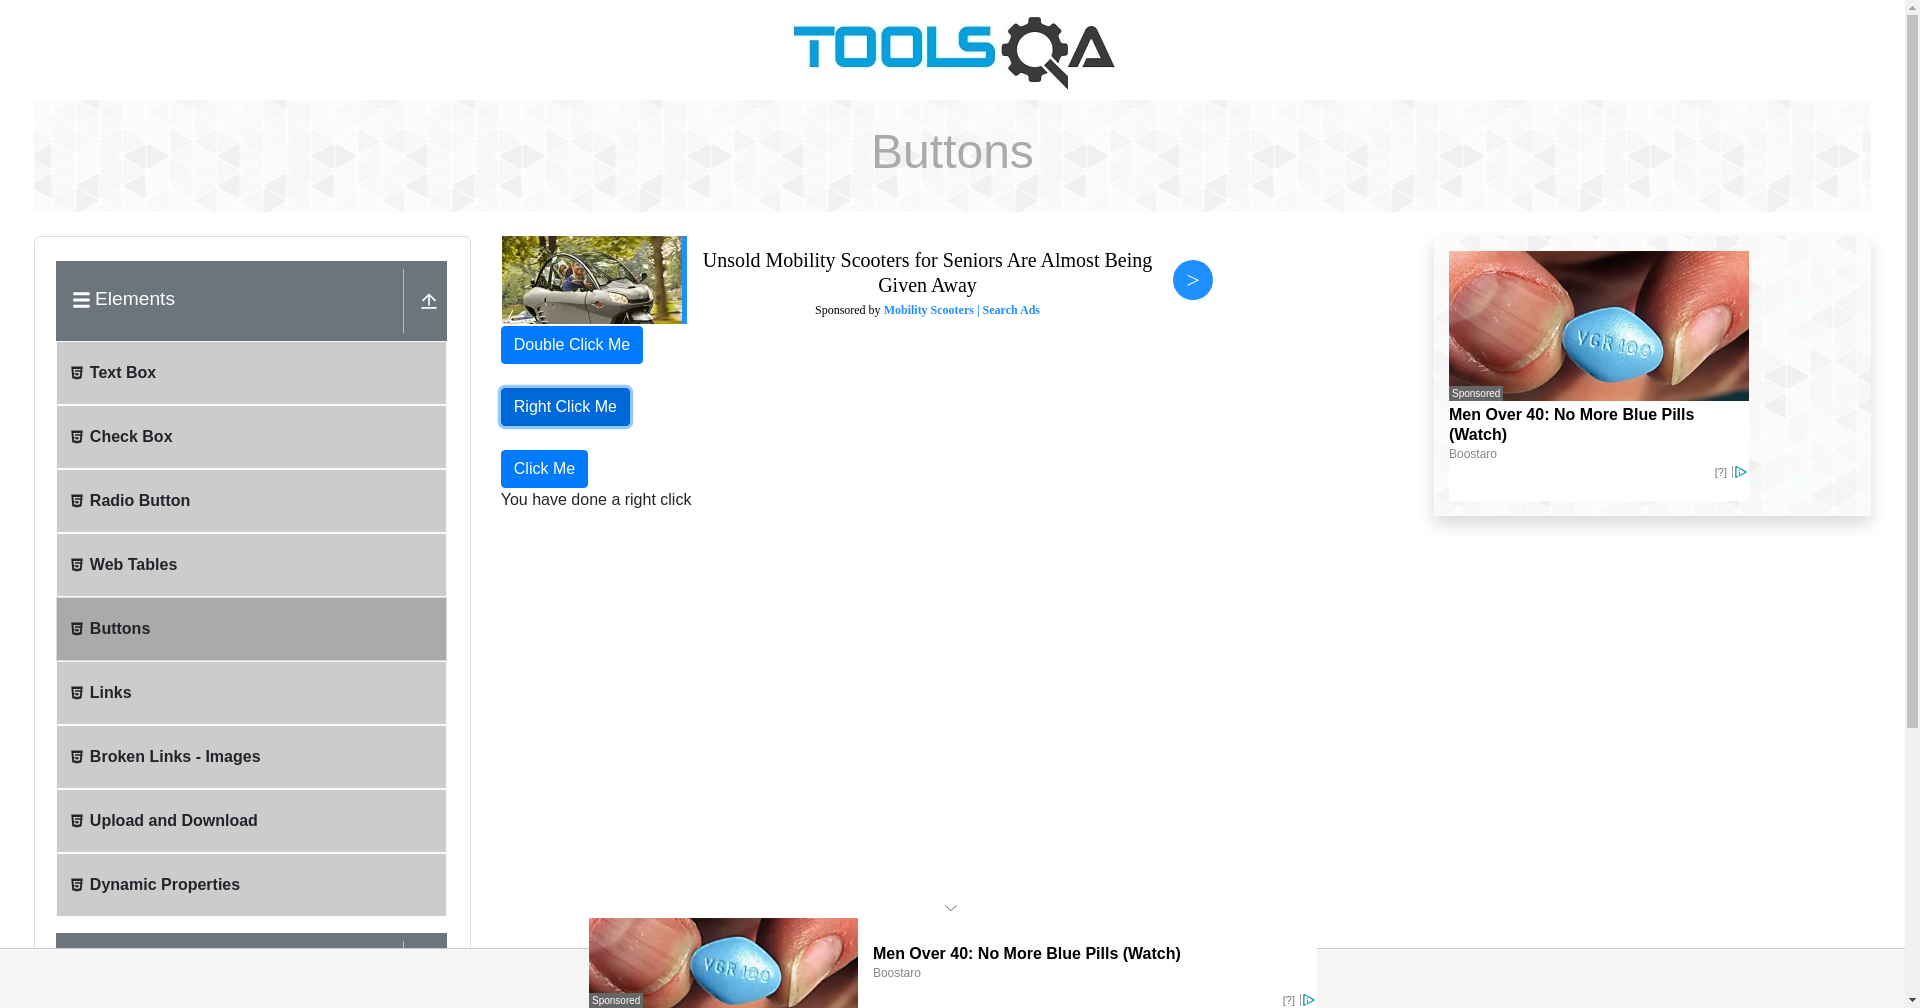 TOOLSQA
Buttons
Elements
Text Box
Check Box
Radio Button
Web Tables
Buttons
Links
Broken Links - Images
Upload and Download
Dynamic Properties
Unsold Mobility Scooters for Seniors Are Almost Being
Given Away
Sponsored by Mobility Scooters | Search Ads
>
Double Click Me
Right Click Me
Click Me
You have done a right click
VGR 100
Sponsored
Men Over 40: No More Blue Pills
(Watch)
Boostaro
[?]
VGR 100
Sponsored
Men Over 40: No More Blue Pills (Watch)
Boostaro
[?]